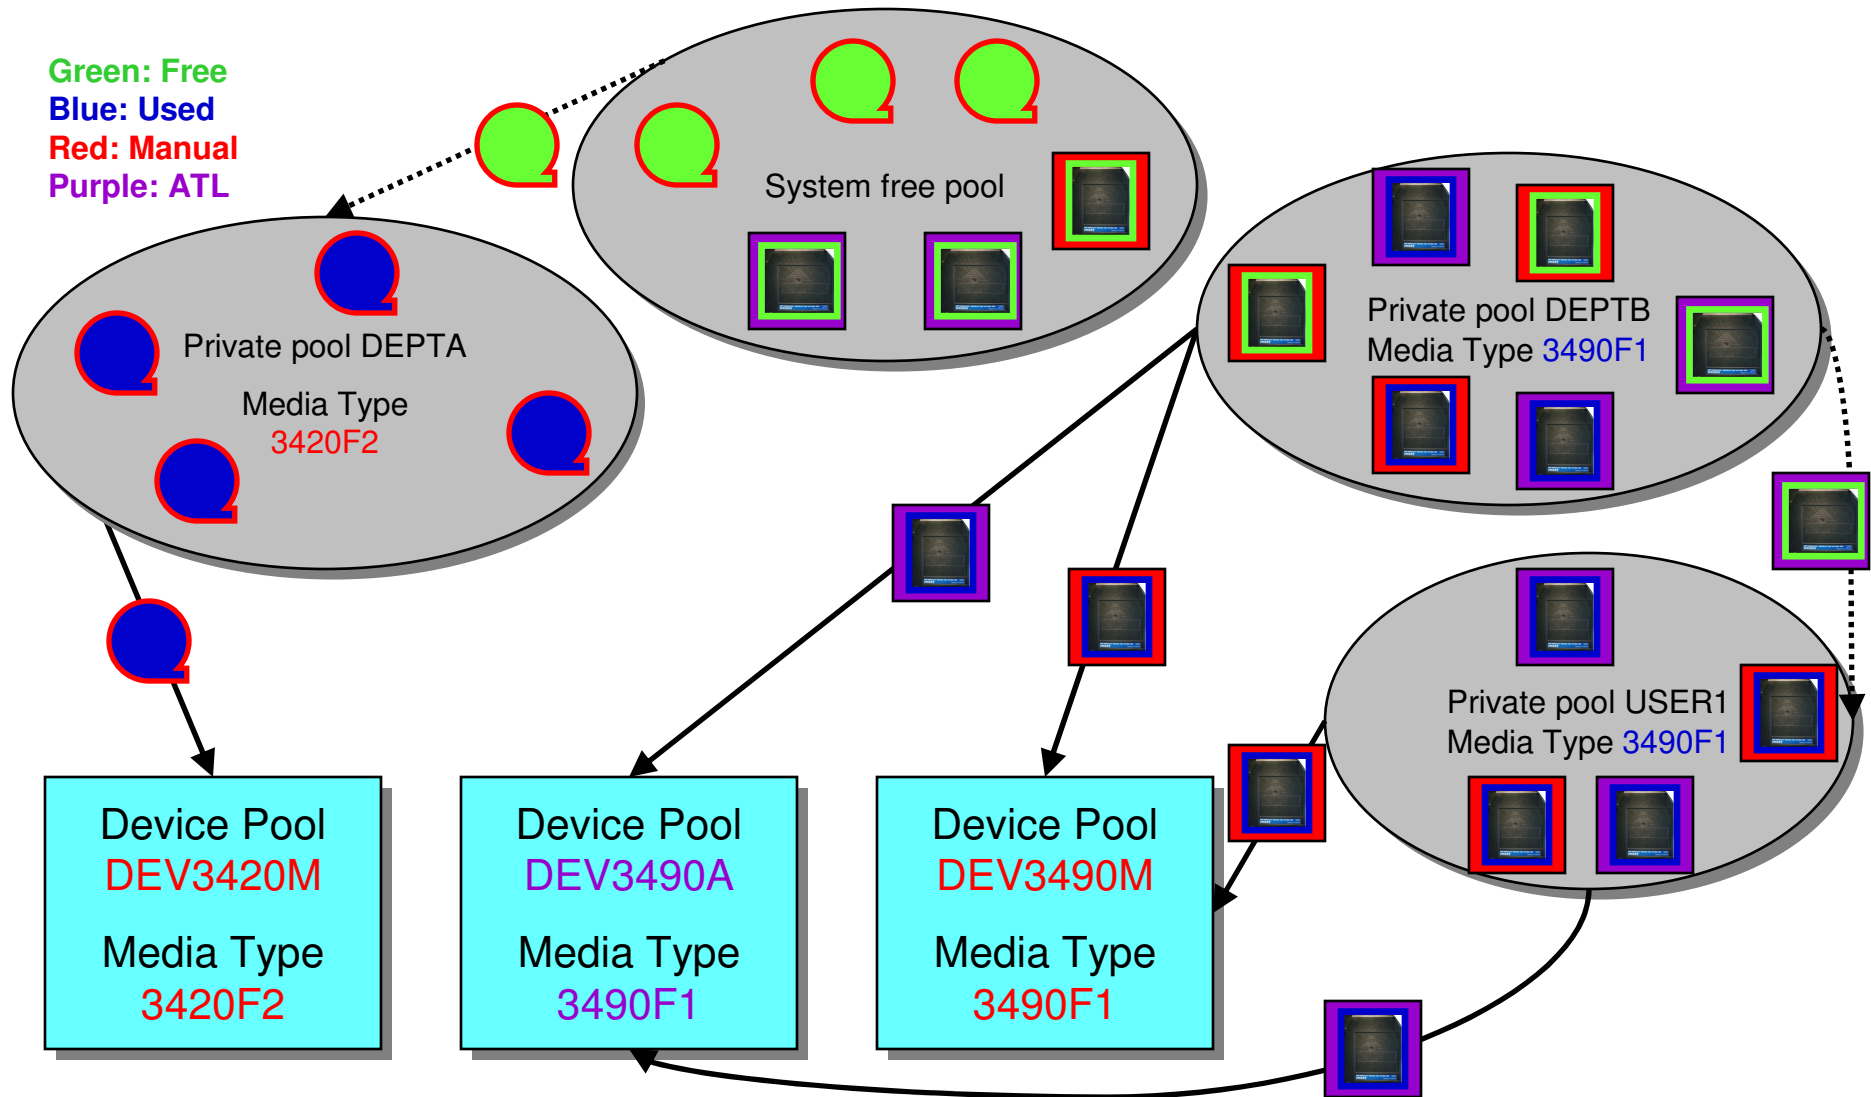 Green: Free
Blue: Used
Red: Manual
Purple: ATL
System free pool
Private pool DEPTA
Media Type
3420F2
Private pool DEPTB
Media Type 3490F1
Private pool USER1
Media Type 3490F1
Device Pool
DEV3420M
Media Type
3420F2
Device Pool
DEV3490A
Media Type
3490F1
Device Pool
DEV3490M
Media Type
3490F1